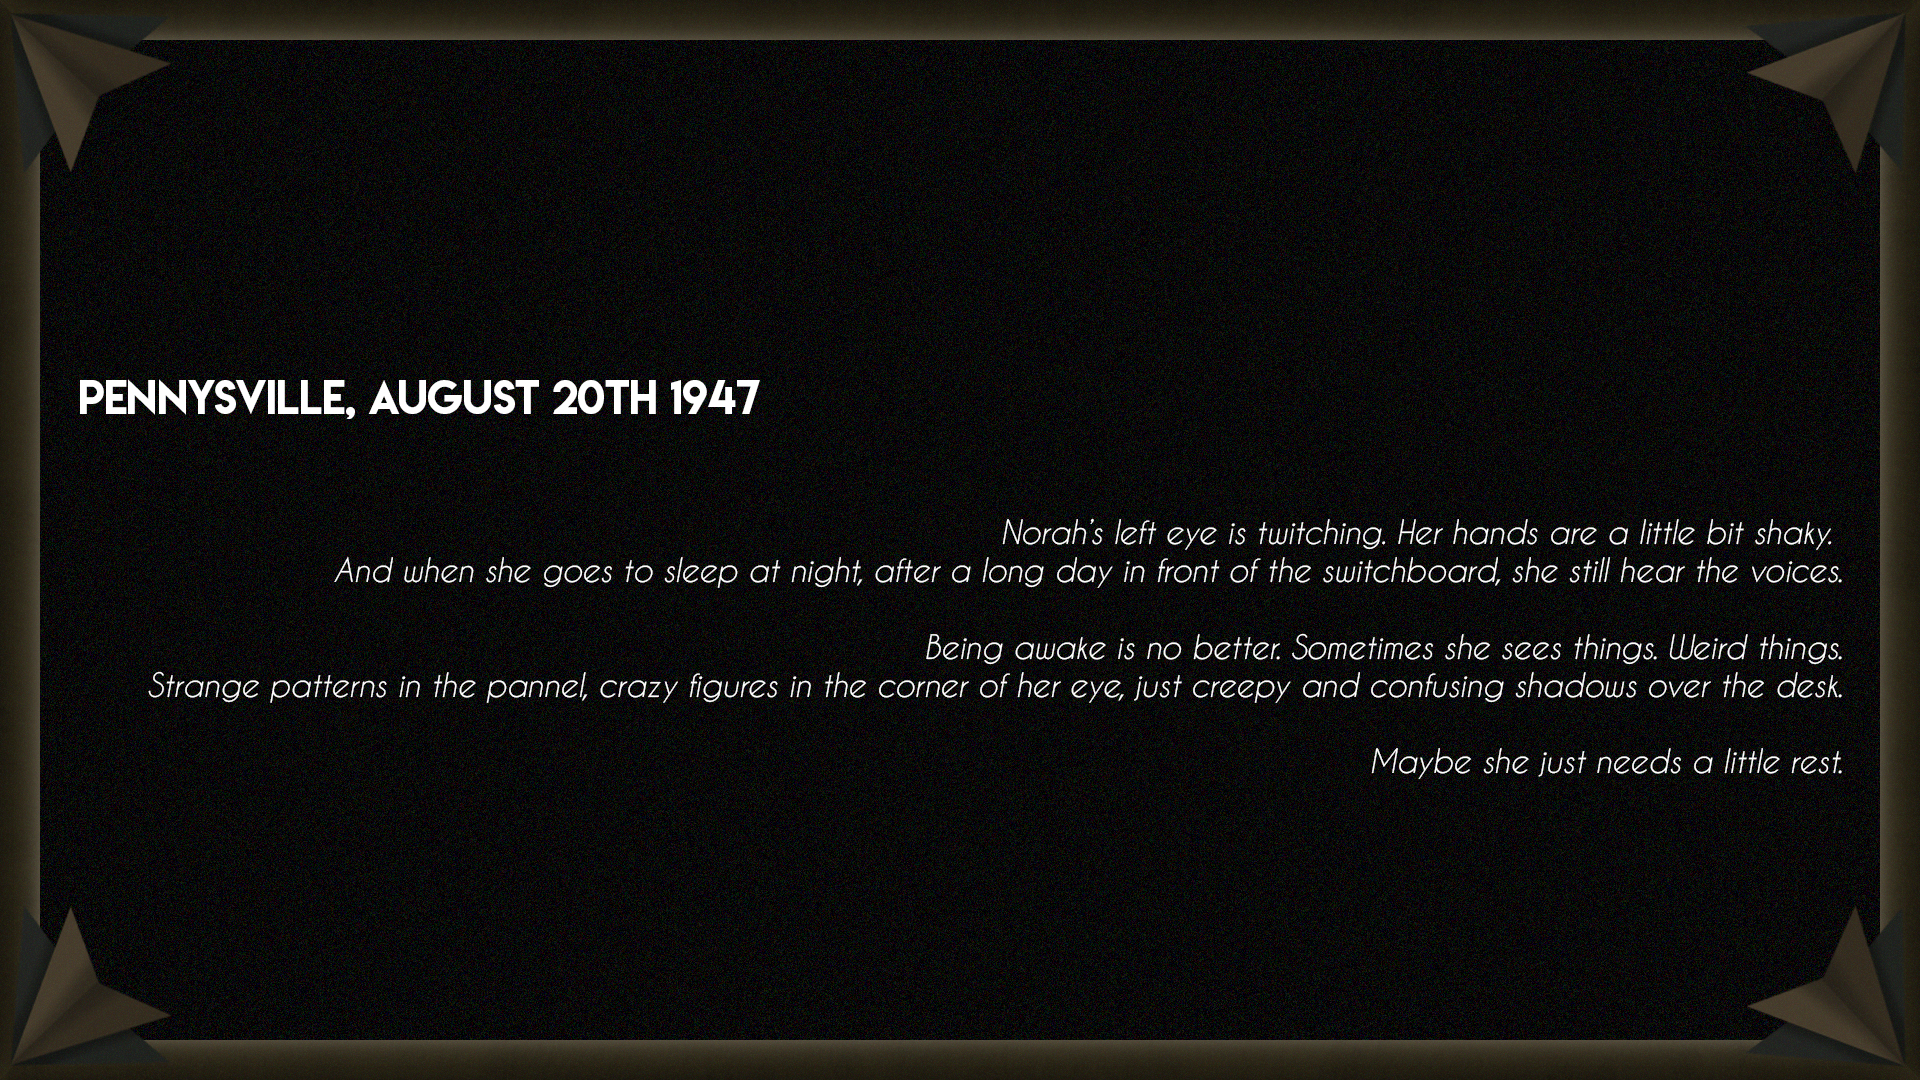 PENNYSVILLE, AUGUST 20TH 1947
Norah's left eye is twitching. Her hands are a little bit shaky.
And when she goes to sleep at night, after a long day in front of the switchboard, she still hear the voices.
Being awake is no better. Sometimes she sees things. Weird things.
Strange patterns in the pannel, crazy figures in the corner of her eye, just creepy and confusing shadows over the desk.
Maybe she just needs a little rest.